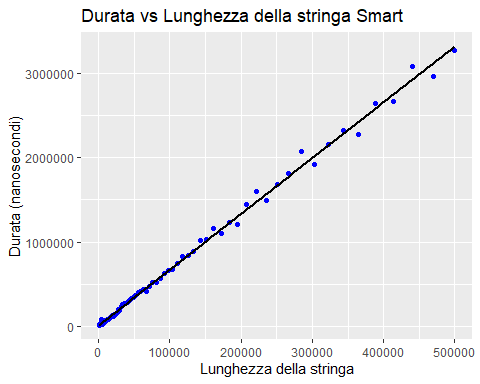 Durata vs Lunghezza della stringa Smart
Durata (nanosecondi)
3000000
2000000
1000000
0
0 100000 200000 300000 400000 500000
Lunghezza della stringa